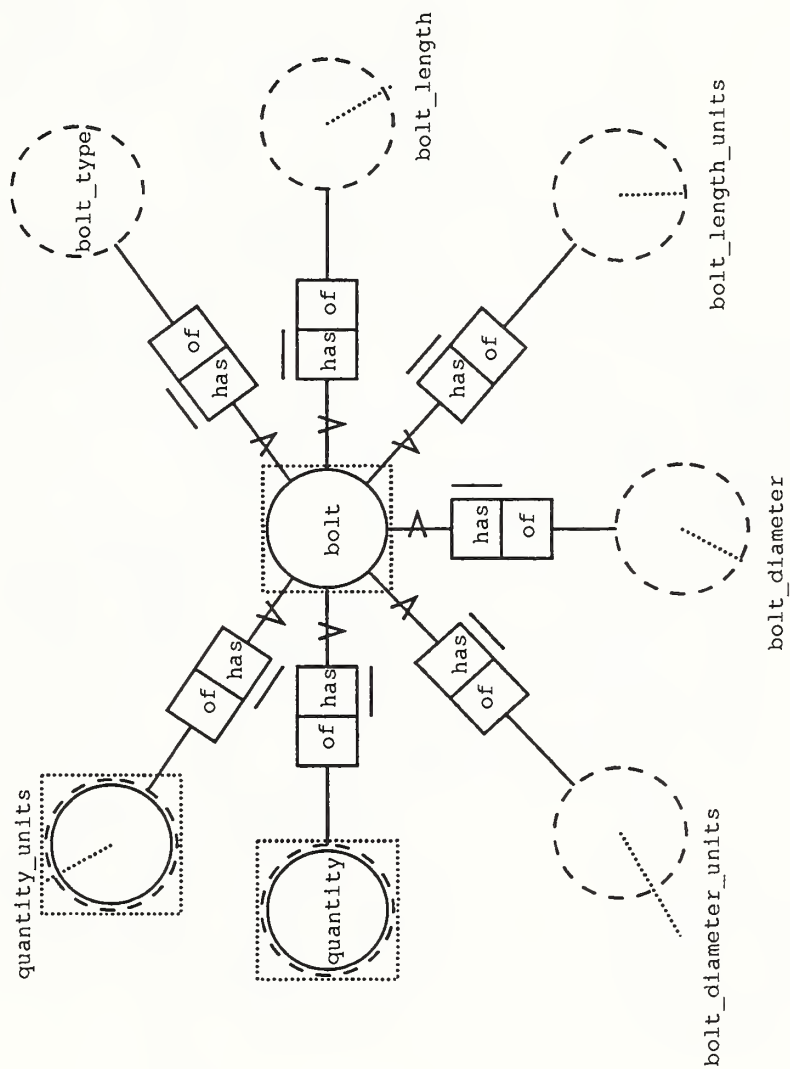 bolt_type
bolt_length
bolt_length_units
bolt_diameter
bolt_diameter_units
quantity
quantity_units
bolt
has
of
has
of
has
of
has
of
has
of
of
has
of
has